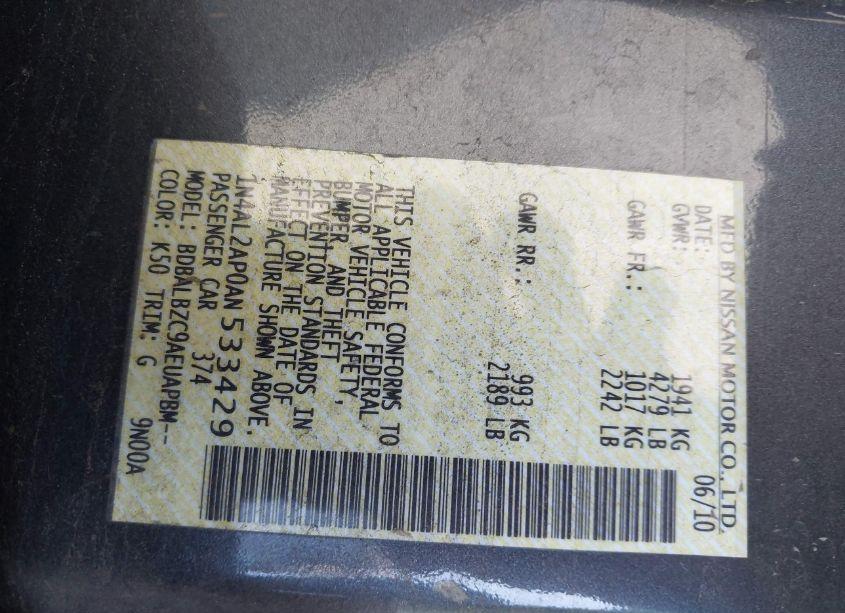 MFD BY NISSAN MOTOR CO., LTD.
DATE: 06/10
GVWR: 1941 KG
4279 LB
GAWR FR.: 1017 KG
2242 LB
GAWR RR.: 993 KG
2189 LB
THIS VEHICLE CONFORMS TO
ALL APPLICABLE FEDERAL
MOTOR VEHICLE SAFETY,
BUMPER, AND THEFT
PREVENTION STANDARDS IN
EFFECT ON THE DATE OF
MANUFACTURE SHOWN ABOVE.
1N4AL2AP0AN533429
PASSENGER CAR 374
MODEL: BDBALBZC9AEUAPBM--
COLOR: K50 TRIM: G 9N00A